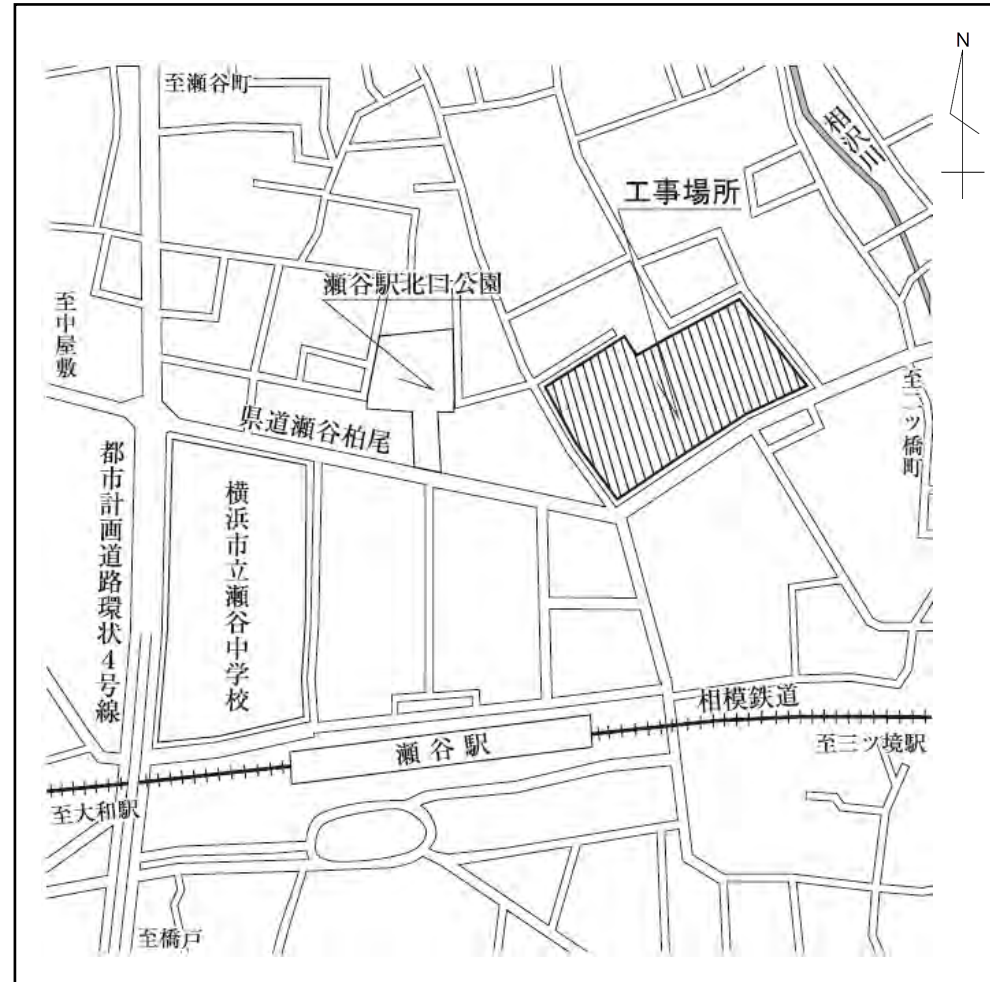 N
至瀬谷町
相沢川
工事場所
瀬谷駅北口公園
至中屋敷
県道瀬谷柏尾
至二ツ橋町
都市計画道路環状4号線
横浜市立瀬谷中学校
相模鉄道
瀬谷駅
至三ツ境駅
至大和駅
至橋戸